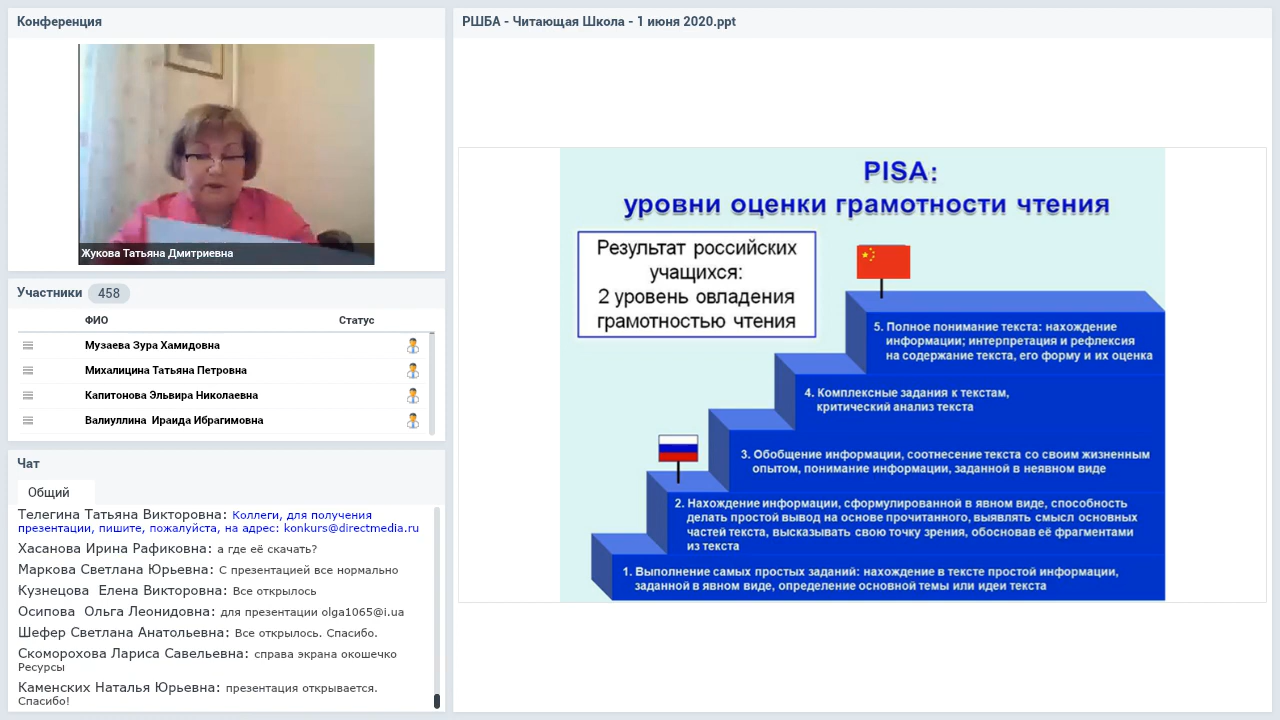 Конференция
Жукова Татьяна Дмитриевна
Участники 458
ФИО Статус
Музаева Зура Хамидовна
Михалицина Татьяна Петровна
Капитонова Эльвира Николаевна
Валиуллина Ираида Ибрагимовна
Чат
Общий
Телегина Татьяна Викторовна: Коллеги, для получения
презентации, пишите, пожалуйста, на адрес: konkurs@directmedia.ru
Хасанова Ирина Рафиковна: а где её скачать?
Маркова Светлана Юрьевна: С презентацией все нормально
Кузнецова Елена Викторовна: Все открылось
Осипова Ольга Леонидовна: для презентации olga1065@i.ua
Шефер Светлана Анатольевна: Все открылось. Спасибо.
Скоморохова Лариса Савельевна: справа экрана окошечко
Ресурсы
Каменских Наталья Юрьевна: презентация открывается.
Спасибо!
РШБА - Читающая Школа - 1 июня 2020.ppt
PISA:
уровни оценки грамотности чтения
Результат российских
учащихся:
2 уровень овладения
грамотностью чтения
5. Полное понимание текста: нахождение
информации; интерпретация и рефлексия
на содержание текста, его форму и их оценка
4. Комплексные задания к текстам,
критический анализ текста
3. Обобщение информации, соотнесение текста со своим жизненным
опытом, понимание информации, заданной в неявном виде
2. Нахождение информации, сформулированной в явном виде, способность
делать простой вывод на основе прочитанного, выявлять смысл основных
частей текста, высказывать свою точку зрения, обосновав её фрагментами
из текста
1. Выполнение самых простых заданий: нахождение в тексте простой информации,
заданной в явном виде, определение основной темы или идеи текста